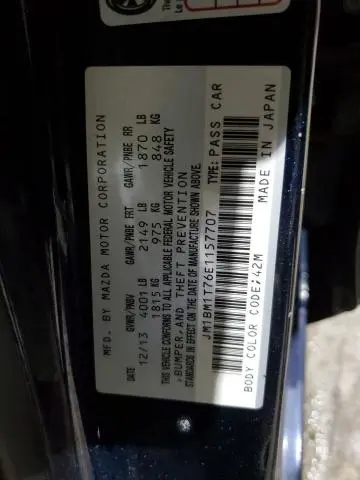 MFD. BY MAZDA MOTOR CORPORATION
DATE GVWR/PNBV GAWR/PNBE FRT GAWR/PNBE RR
12/13 4001 LB 2149 LB 1870 LB
1815 KG 975 KG 848 KG
THIS VEHICLE CONFORMS TO ALL APPLICABLE FEDERAL MOTOR VEHICLE SAFETY,
BUMPER, AND THEFT PREVENTION
STANDARDS IN EFFECT ON THE DATE OF MANUFACTURE SHOWN ABOVE.
JM1BM1T76E1157707 TYPE: PASS CAR
MADE IN JAPAN
BODY COLOR CODE: 42M